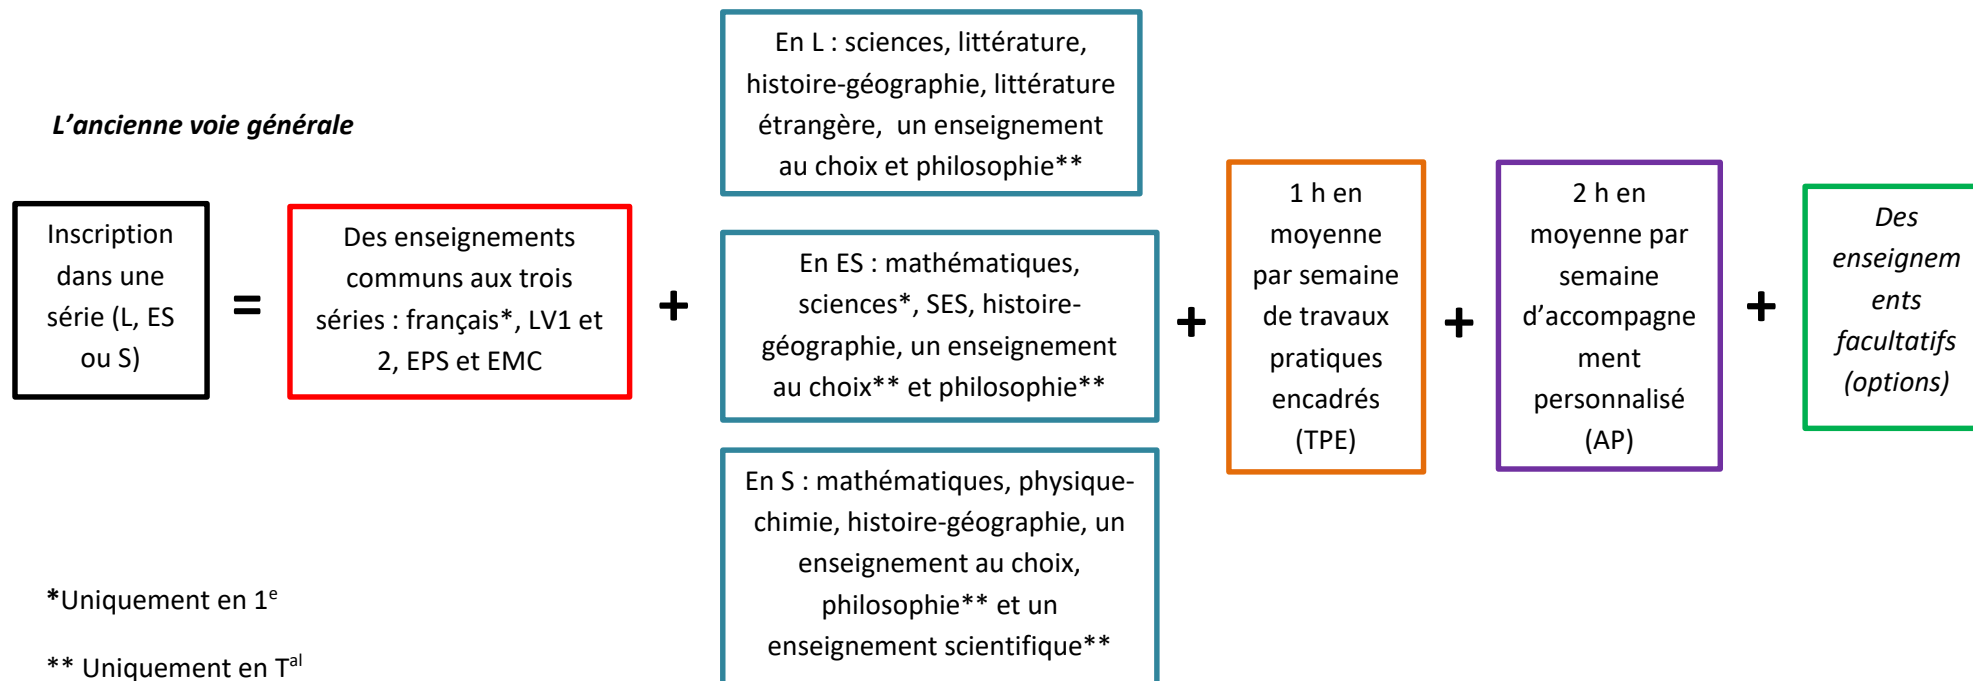 L’ancienne voie générale
Inscription
dans une
série (L, ES
ou S)
=
Des enseignements
communs aux trois
séries : français*, LV1 et
2, EPS et EMC
+
En L : sciences, littérature,
histoire-géographie, littérature
étrangère,  un enseignement
au choix et philosophie**
En ES : mathématiques,
sciences*, SES, histoire-
géographie, un enseignement
au choix** et philosophie**
En S : mathématiques, physique-
chimie, histoire-géographie, un
enseignement au choix,
philosophie** et un
enseignement scientifique**
+
1 h en
moyenne
par semaine
de travaux
pratiques
encadrés
(TPE)
+
2 h en
moyenne par
semaine
d’accompagne
ment
personnalisé
(AP)
+
Des
enseignem
ents
facultatifs
(options)
*Uniquement en 1e
** Uniquement en Tal